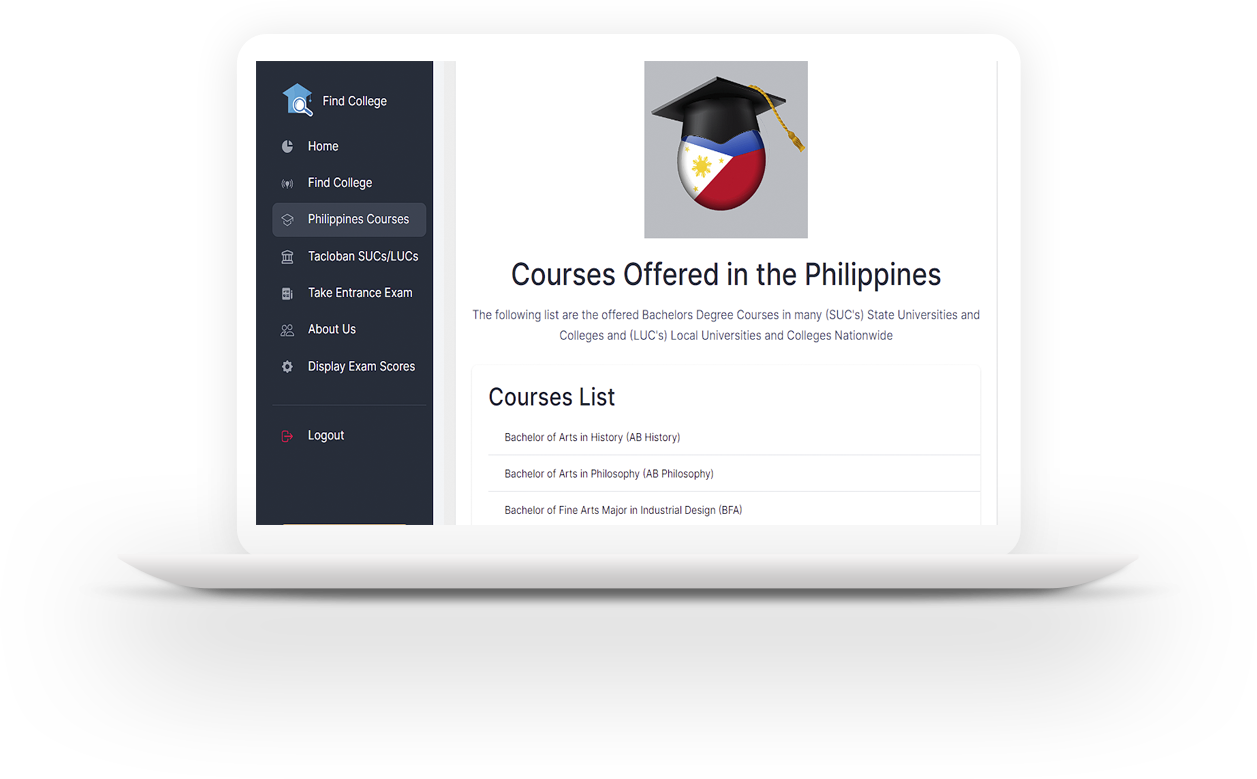 Find College
Home
Find College
Philippines Courses
Tacloban SUCs/LUCs
Take Entrance Exam
About Us
Display Exam Scores
Logout
Courses Offered in the Philippines
The following list are the offered Bachelors Degree Courses in many (SUC's) State Universities and
Colleges and (LUC's) Local Universities and Colleges Nationwide
Courses List
Bachelor of Arts in History (AB History)
Bachelor of Arts in Philosophy (AB Philosophy)
Bachelor of Fine Arts Major in Industrial Design (BFA)